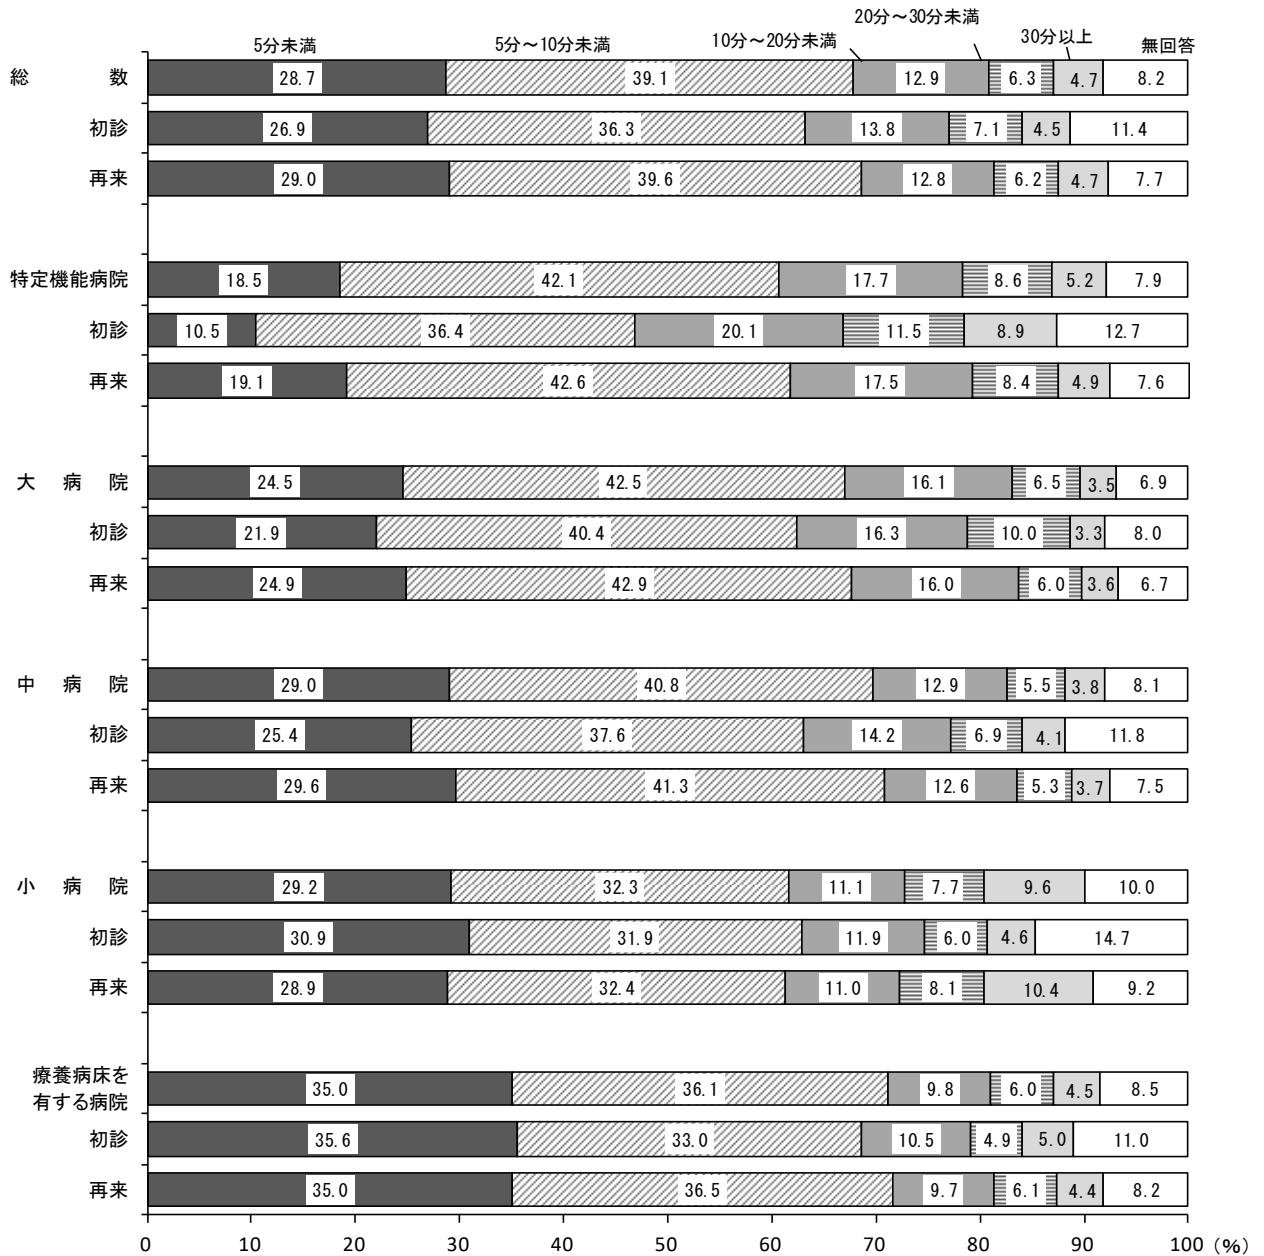 5分未満 5分～10分未満 10分～20分未満 20分～30分未満 30分以上 無回答
総 数 28.7 39.1 12.9 6.3 4.7 8.2
初診 26.9 36.3 13.8 7.1 4.5 11.4
再来 29.0 39.6 12.8 6.2 4.7 7.7
特定機能病院 18.5 42.1 17.7 8.6 5.2 7.9
初診 10.5 36.4 20.1 11.5 8.9 12.7
再来 19.1 42.6 17.5 8.4 4.9 7.6
大 病 院 24.5 42.5 16.1 6.5 3.5 6.9
初診 21.9 40.4 16.3 10.0 3.3 8.0
再来 24.9 42.9 16.0 6.0 3.6 6.7
中 病 院 29.0 40.8 12.9 5.5 3.8 8.1
初診 25.4 37.6 14.2 6.9 4.1 11.8
再来 29.6 41.3 12.6 5.3 3.7 7.5
小 病 院 29.2 32.3 11.1 7.7 9.6 10.0
初診 30.9 31.9 11.9 6.0 4.6 14.7
再来 28.9 32.4 11.0 8.1 10.4 9.2
療養病床を
有する病院 35.0 36.1 9.8 6.0 4.5 8.5
初診 35.6 33.0 10.5 4.9 5.0 11.0
再来 35.0 36.5 9.7 6.1 4.4 8.2
0 10 20 30 40 50 60 70 80 90 100 (%)